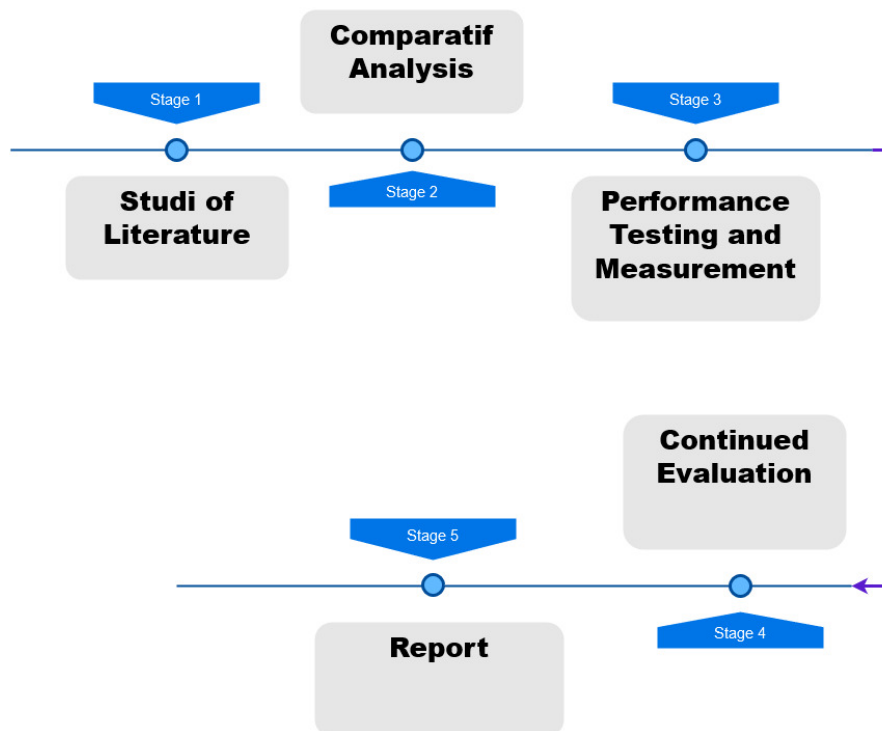 Stage 1
Studi of
Literature
Comparatif
Analysis
Stage 2
Stage 3
Performance
Testing and
Measurement
Continued
Evaluation
Stage 4
Stage 5
Report